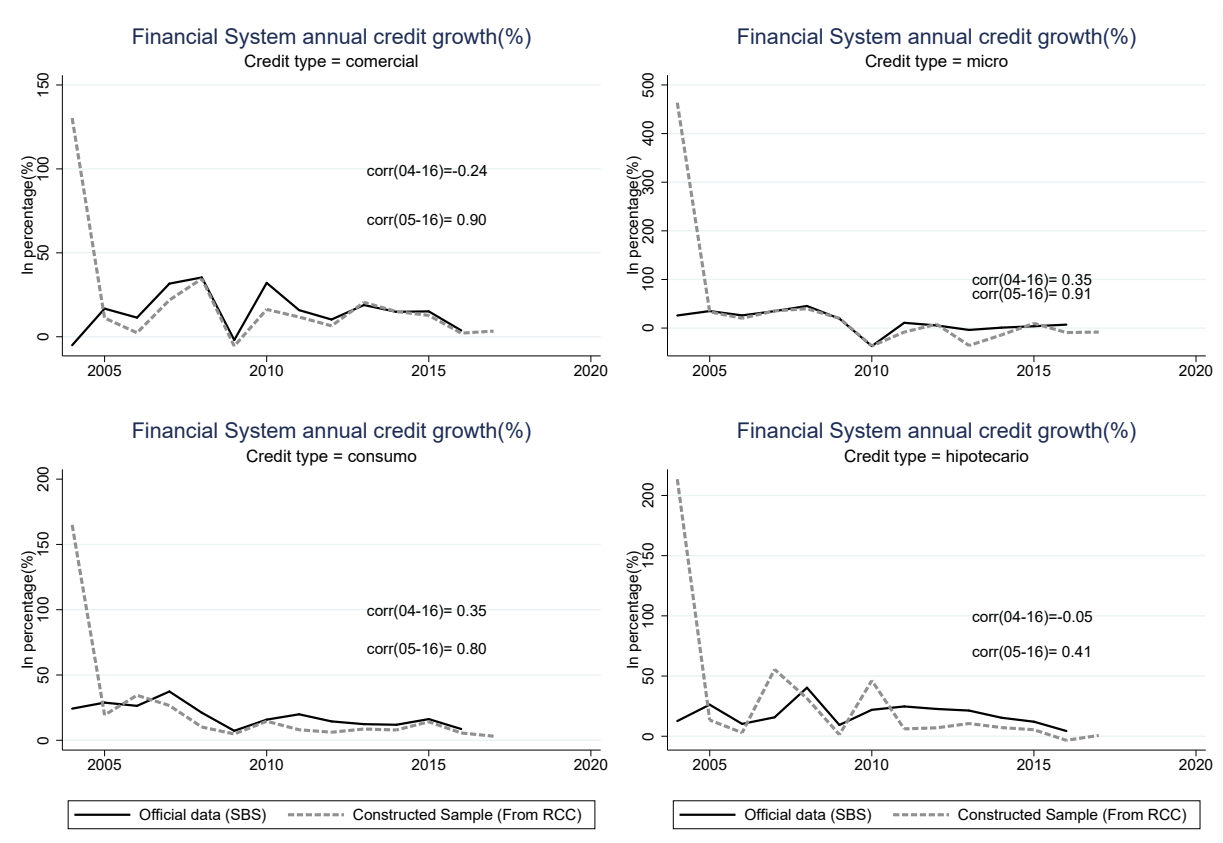 Financial System annual credit growth(%)
Credit type = comercial
In percentage(%)
150
100
50
0
corr(04-16)=-0.24
corr(05-16)= 0.90
2005 2010 2015 2020
Financial System annual credit growth(%)
Credit type = micro
In percentage(%)
500
400
300
200
100
0
corr(04-16)= 0.35
corr(05-16)= 0.91
2005 2010 2015 2020
Financial System annual credit growth(%)
Credit type = consumo
In percentage(%)
200
150
100
50
0
corr(04-16)= 0.35
corr(05-16)= 0.80
2005 2010 2015 2020
Official data (SBS) Constructed Sample (From RCC)
Financial System annual credit growth(%)
Credit type = hipotecario
In percentage(%)
200
150
100
50
0
corr(04-16)=-0.05
corr(05-16)= 0.41
2005 2010 2015 2020
Official data (SBS) Constructed Sample (From RCC)